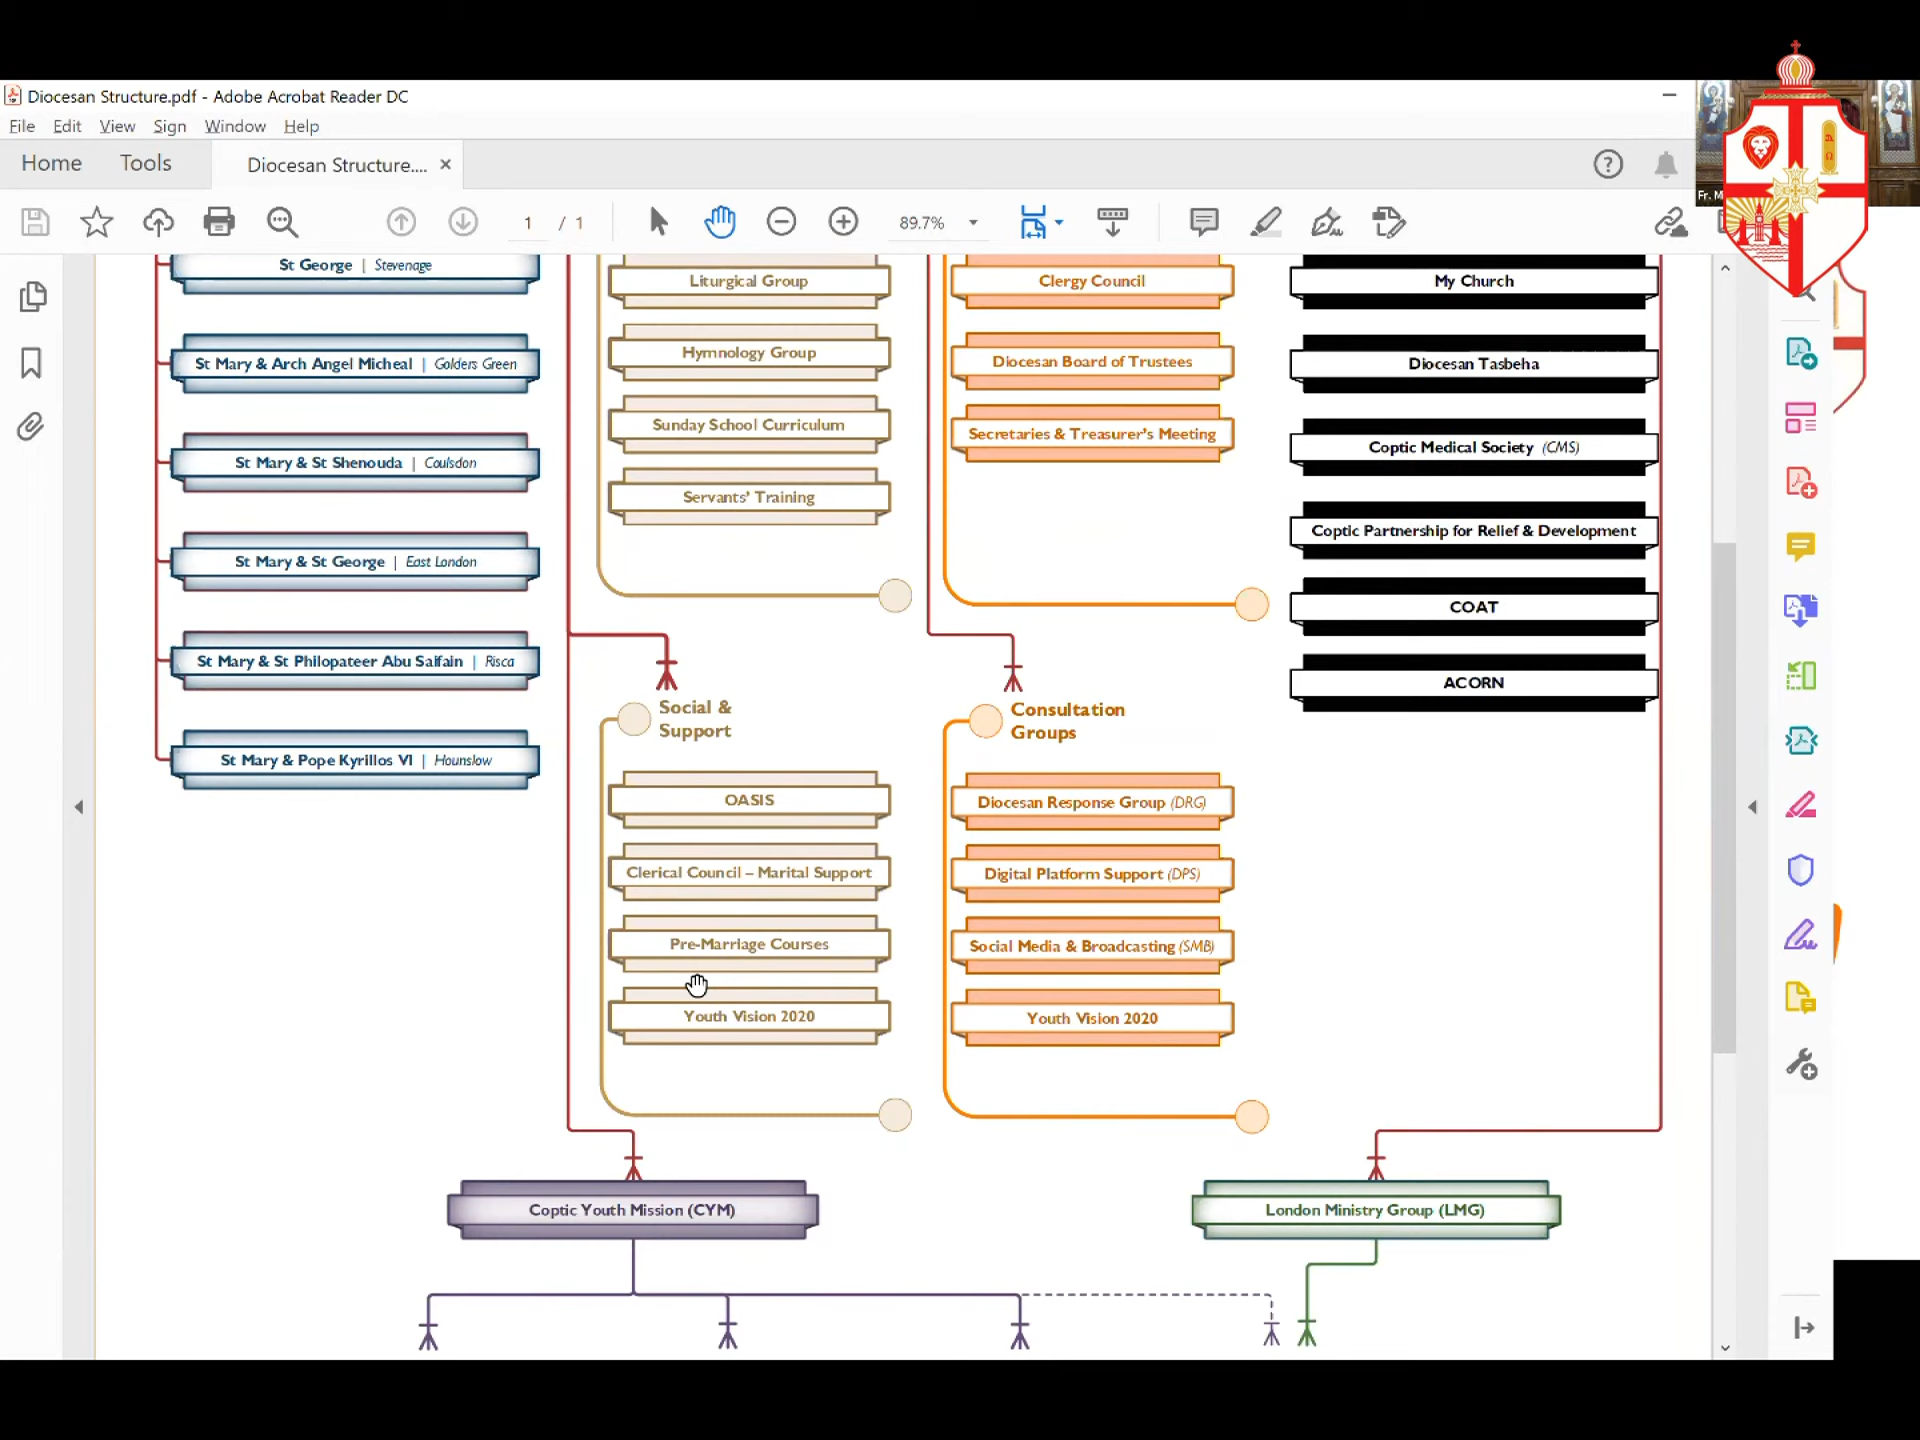 Diocesan Structure.pdf - Adobe Acrobat Reader DC
File Edit View Sign Window Help
Home Tools Diocesan Structure....
1 / 1 89.7%
Fr. M
St George | Stevenage
St Mary & Arch Angel Micheal | Golders Green
St Mary & St Shenouda | Coulsdon
St Mary & St George | East London
St Mary & St Philopateer Abu Saifain | Risca
St Mary & Pope Kyrillos VI | Hounslow
Liturgical Group
Hymnology Group
Sunday School Curriculum
Servants' Training
Clergy Council
Diocesan Board of Trustees
Secretaries & Treasurer's Meeting
My Church
Diocesan Tasbeha
Coptic Medical Society (CMS)
Coptic Partnership for Relief & Development
COAT
ACORN
Social &
Support
OASIS
Clerical Council – Marital Support
Pre-Marriage Courses
Youth Vision 2020
Consultation
Groups
Diocesan Response Group (DRG)
Digital Platform Support (DPS)
Social Media & Broadcasting (SMB)
Youth Vision 2020
Coptic Youth Mission (CYM)
London Ministry Group (LMG)